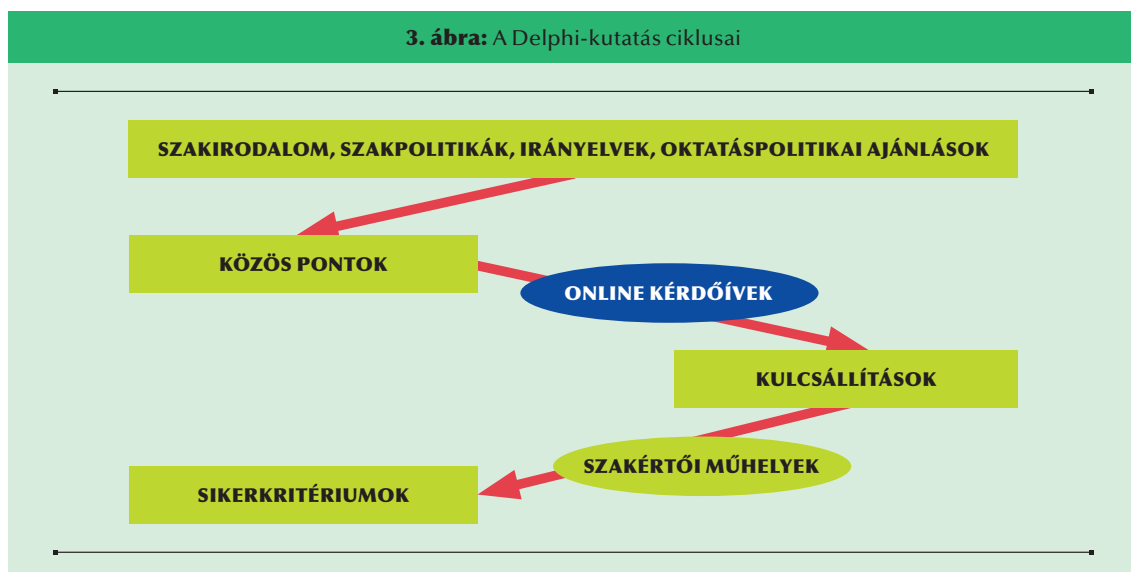 3. ábra: A Delphi-kutatás ciklusai
SZAKIRODALOM, SZAKPOLITIKÁK, IRÁNYELVEK, OKTATÁSPOLITIKAI AJÁNLÁSOK
KÖZÖS PONTOK
ONLINE KÉRDŐÍVEK
KULCSÁLLÍTÁSOK
SZAKÉRTŐI MŰHELYEK
SIKERKRITÉRIUMOK